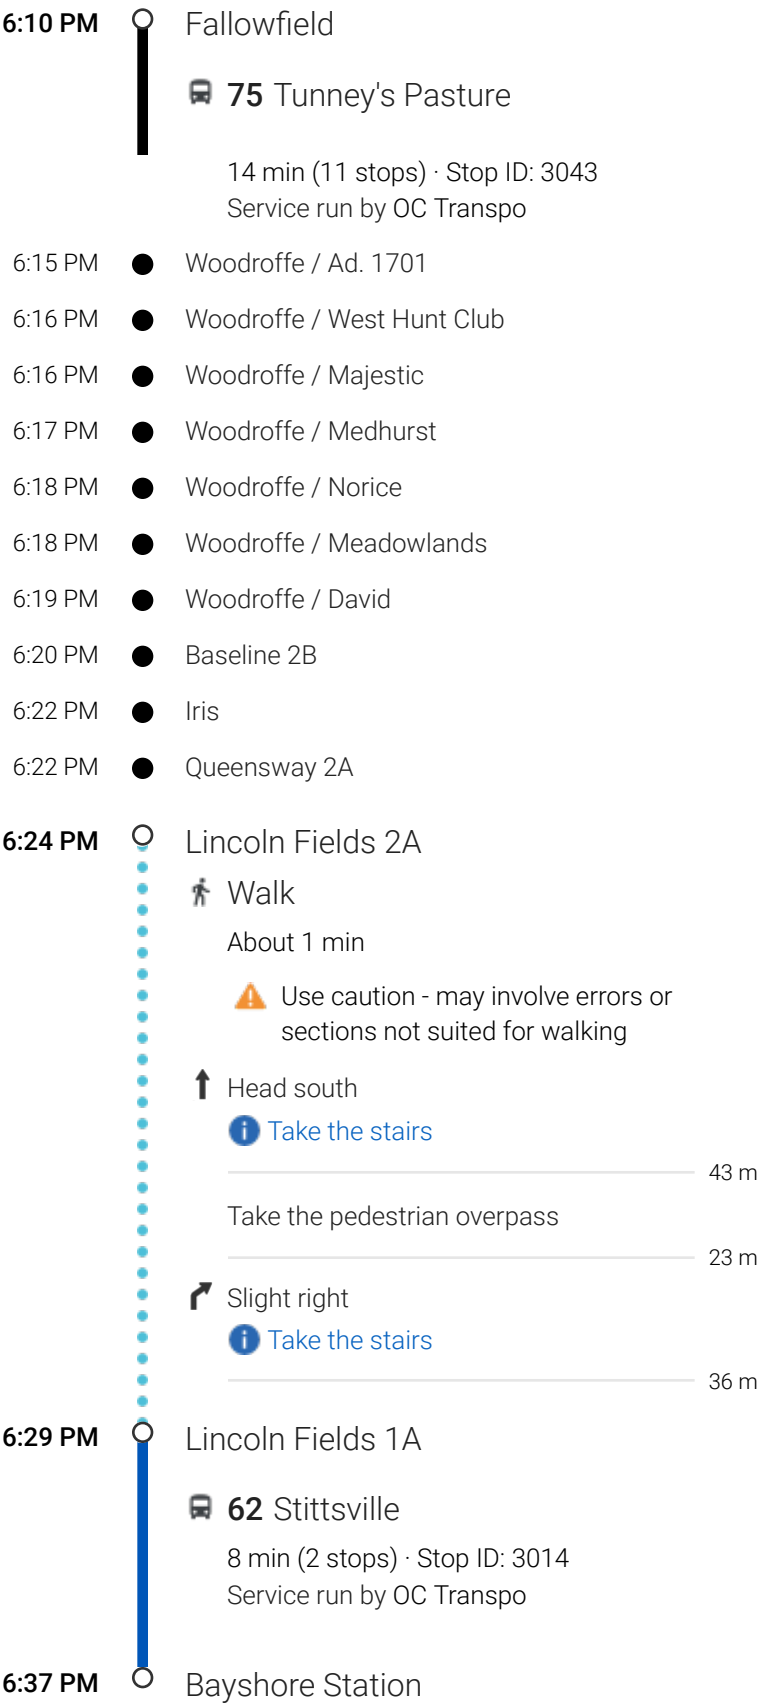 6:10 PM Fallowfield
75 Tunney's Pasture
14 min (11 stops) · Stop ID: 3043
Service run by OC Transpo
6:15 PM Woodroffe / Ad. 1701
6:16 PM Woodroffe / West Hunt Club
6:16 PM Woodroffe / Majestic
6:17 PM Woodroffe / Medhurst
6:18 PM Woodroffe / Norice
6:18 PM Woodroffe / Meadowlands
6:19 PM Woodroffe / David
6:20 PM Baseline 2B
6:22 PM Iris
6:22 PM Queensway 2A
6:24 PM Lincoln Fields 2A
Walk
About 1 min
Use caution - may involve errors or
sections not suited for walking
Head south
Take the stairs
43 m
Take the pedestrian overpass
23 m
Slight right
Take the stairs
36 m
6:29 PM Lincoln Fields 1A
62 Stittsville
8 min (2 stops) · Stop ID: 3014
Service run by OC Transpo
6:37 PM Bayshore Station